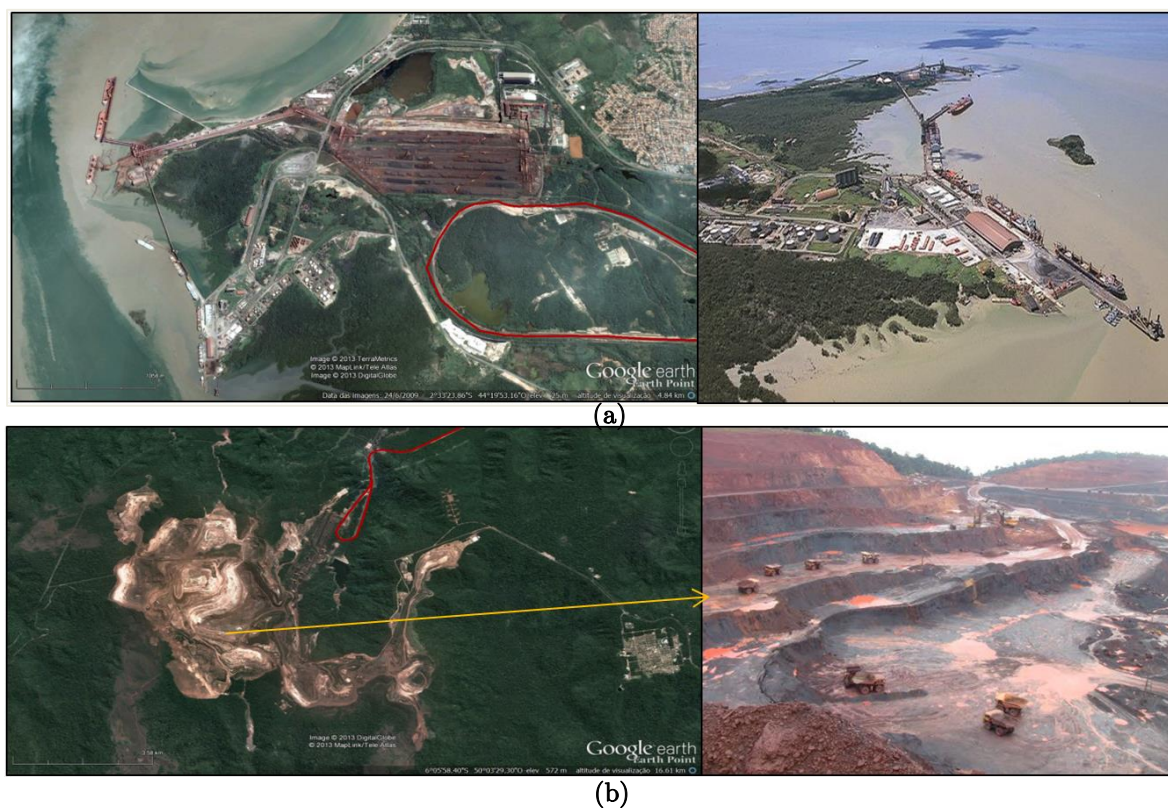 Image © 2013 TerraMetrics
© 2013 MapLink/Tele Atlas
Image © 2013 DigitalGlobe
Google earth
Earth Point
Data das imagens: 24/6/2009 2°33'23.86"S 44°19'53.16"O elev 25 m altitude de visualização 4.84 km
(a)
Image © 2013 DigitalGlobe
© 2013 MapLink/Tele Atlas
Google earth
Earth Point
6°05'58.40"S 50°03'29.30"O elev 572 m altitude de visualização 16.61 km
(b)